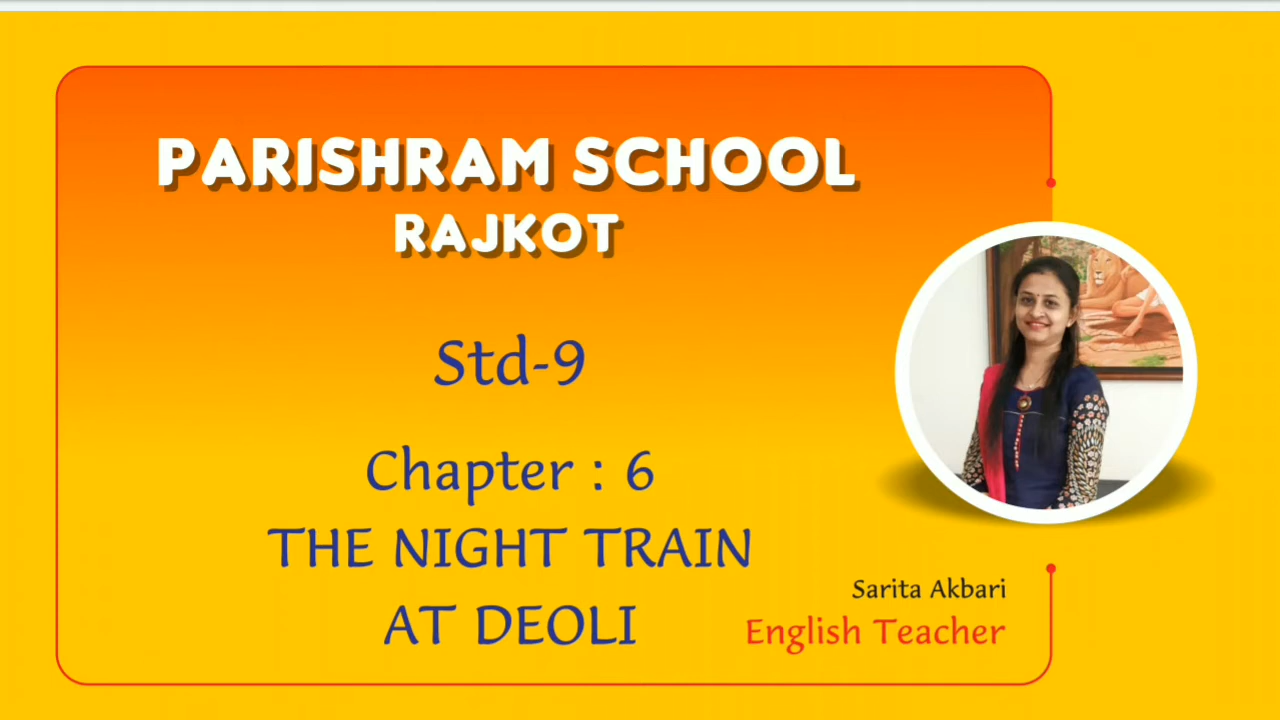 PARISHRAM SCHOOL
RAJKOT
Std-9
Chapter : 6
THE NIGHT TRAIN
AT DEOLI
Sarita Akbari
English Teacher